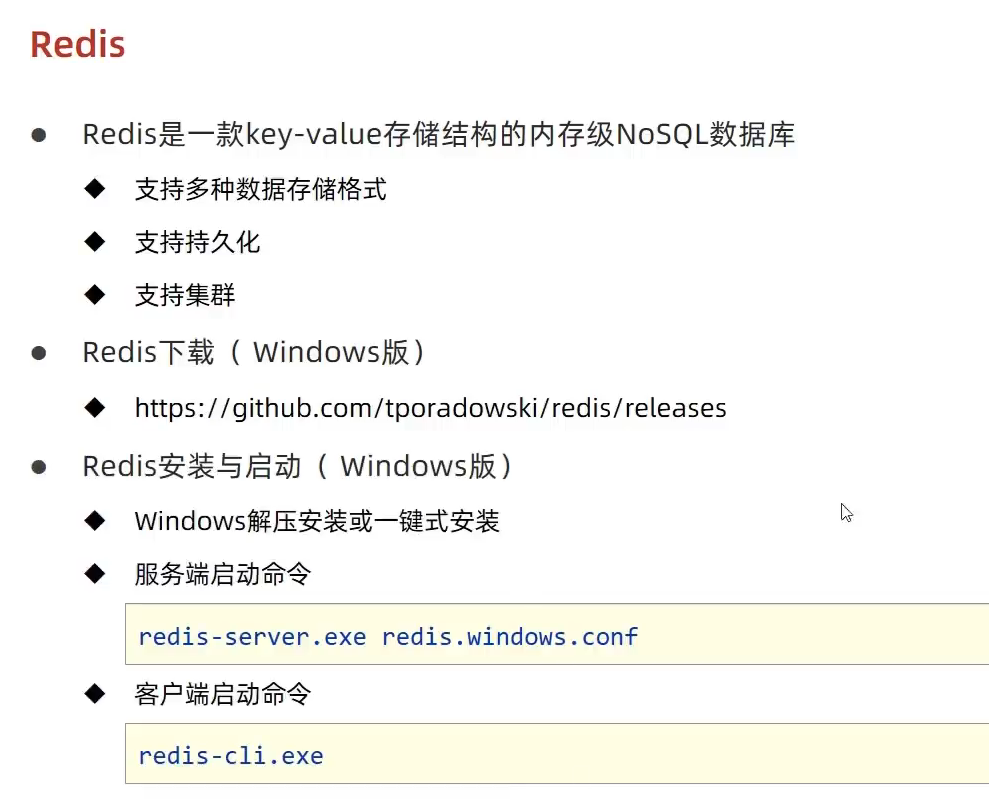 Redis
Redis是一款key-value存储结构的内存级NoSQL数据库
支持多种数据存储格式
支持持久化
支持集群
Redis下载（ Windows版）
https://github.com/tporadowski/redis/releases
Redis安装与启动（ Windows版）
Windows解压安装或一键式安装
服务端启动命令
redis-server.exe redis.windows.conf
客户端启动命令
redis-cli.exe